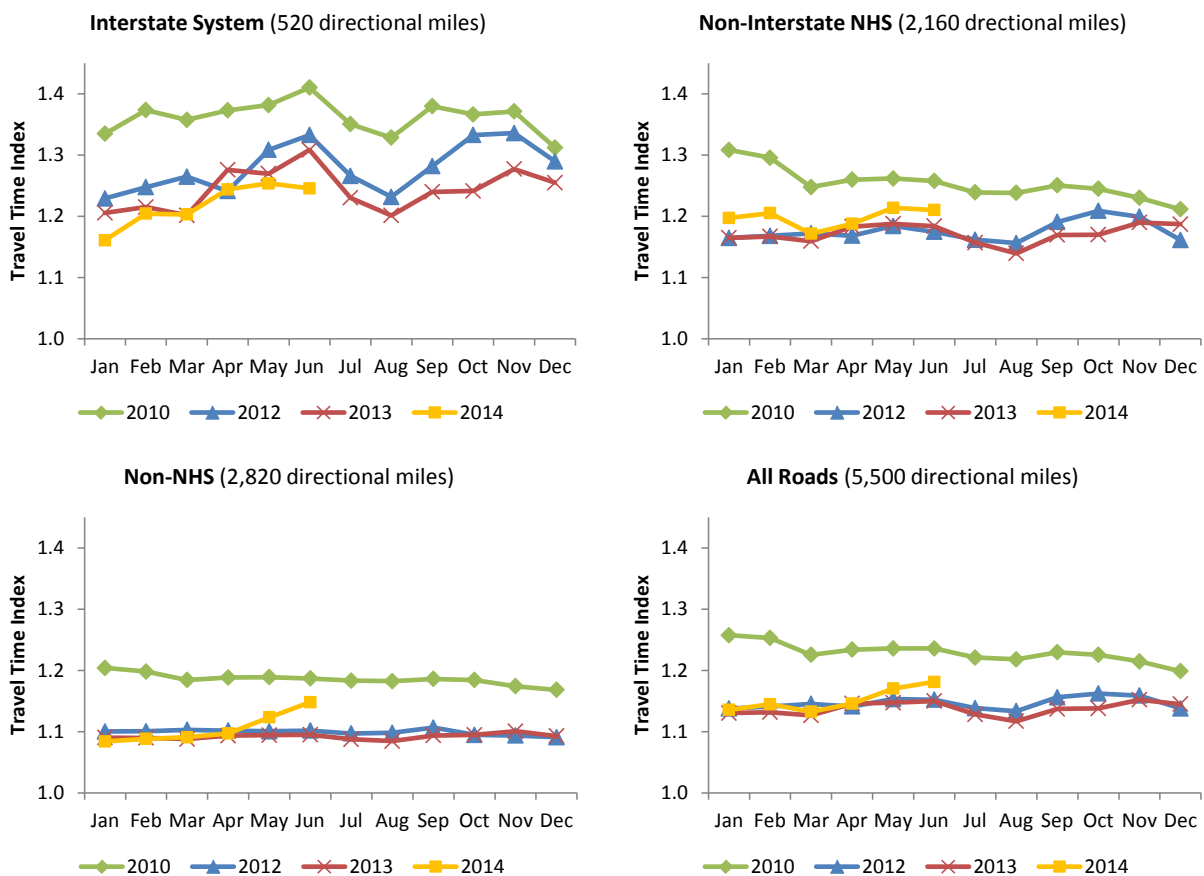 Interstate System (520 directional miles)
Travel Time Index
1.4
1.3
1.2
1.1
1.0
Jan Feb Mar Apr May Jun Jul Aug Sep Oct Nov Dec
2010 2012 2013 2014
Non-Interstate NHS (2,160 directional miles)
Travel Time Index
1.4
1.3
1.2
1.1
1.0
Jan Feb Mar Apr May Jun Jul Aug Sep Oct Nov Dec
2010 2012 2013 2014
Non-NHS (2,820 directional miles)
Travel Time Index
1.4
1.3
1.2
1.1
1.0
Jan Feb Mar Apr May Jun Jul Aug Sep Oct Nov Dec
2010 2012 2013 2014
All Roads (5,500 directional miles)
Travel Time Index
1.4
1.3
1.2
1.1
1.0
Jan Feb Mar Apr May Jun Jul Aug Sep Oct Nov Dec
2010 2012 2013 2014